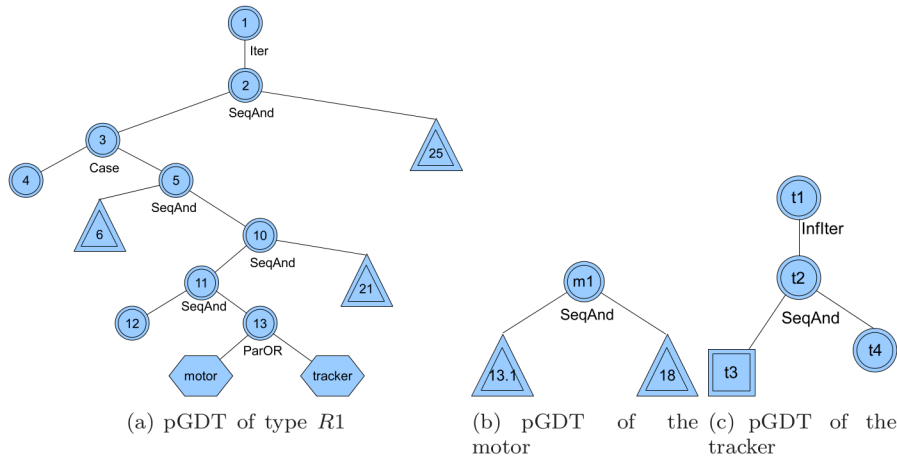 1
Iter
2
SeqAnd
3
Case
25
4
5
SeqAnd
6
10
SeqAnd
11
SeqAnd
21
12
13
ParOR
motor
tracker
(a) pGDT of type R1
m1
SeqAnd
13.1
18
(b) pGDT of the
motor
t1
InfIter
t2
SeqAnd
t3
t4
(c) pGDT of the
tracker